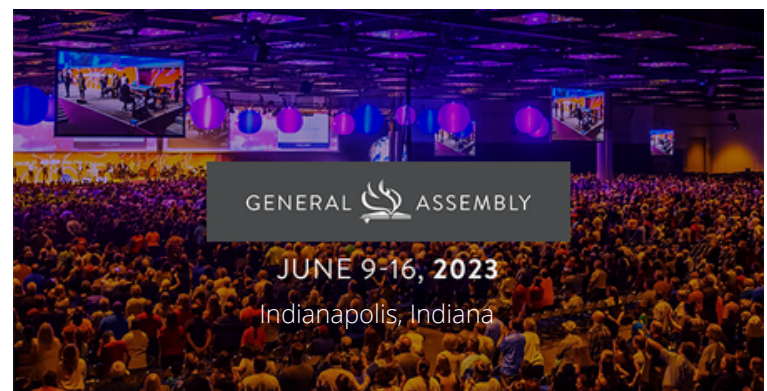 GENERAL ASSEMBLY
JUNE 9-16, 2023
Indianapolis, Indiana